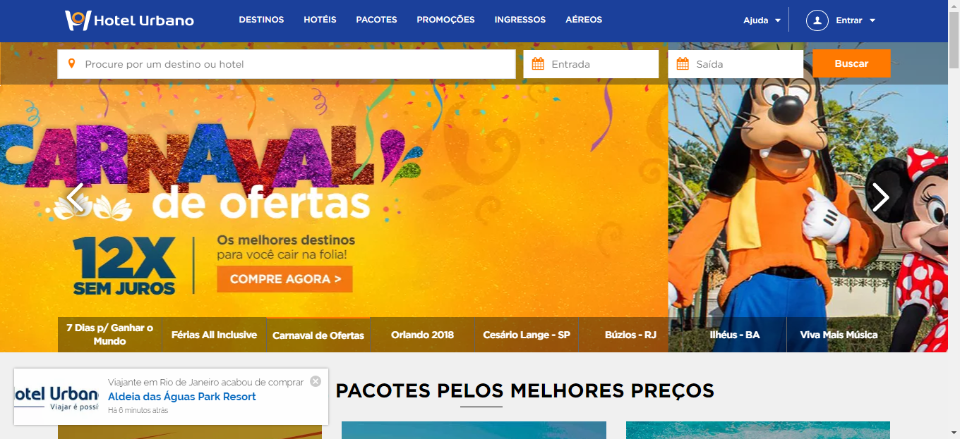 Hotel Urbano
DESTINOS HOTÉIS PACOTES PROMOÇÕES INGRESSOS AÉREOS
Ajuda Entrar
Procure por um destino ou hotel
Entrada
Saída
Buscar
CARNAVAL!
de ofertas
12X
SEM JUROS
Os melhores destinos
para você cair na folia!
COMPRE AGORA >
7 Dias p/ Ganhar o
Mundo
Férias All Inclusive
Carnaval de Ofertas
Orlando 2018
Cesário Lange - SP
Búzios - RJ
Ilhéus - BA
Viva Mais Música
otel Urban
Viajar é possí
Viajante em Rio de Janeiro acabou de comprar
Aldeia das Águas Park Resort
Há 6 minutos atrás
PACOTES PELOS MELHORES PREÇOS